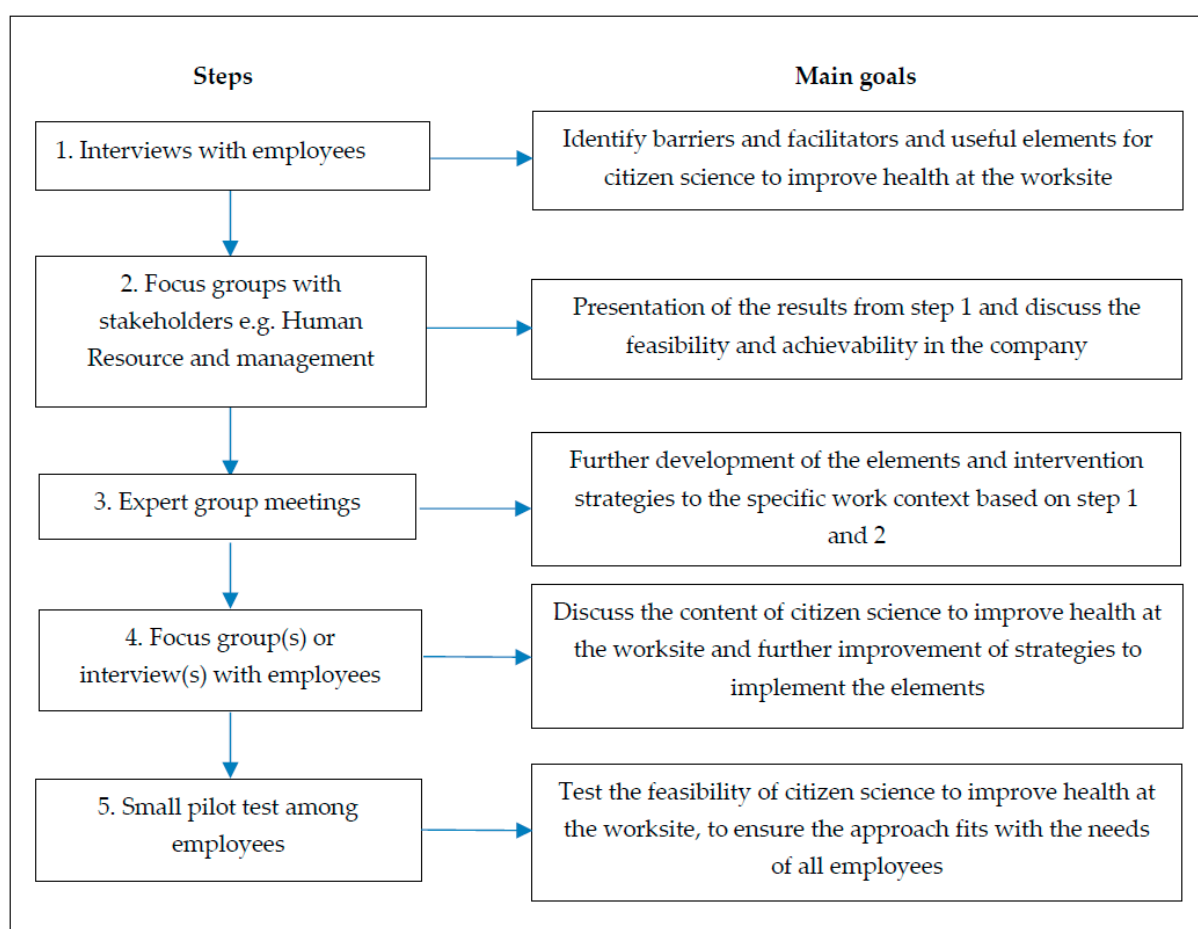 Steps
Main goals
1. Interviews with employees
Identify barriers and facilitators and useful elements for
citizen science to improve health at the worksite
2. Focus groups with
stakeholders e.g. Human
Resource and management
Presentation of the results from step 1 and discuss the
feasibility and achievability in the company
3. Expert group meetings
Further development of the elements and intervention
strategies to the specific work context based on step 1
and 2
4. Focus group(s) or
interview(s) with employees
Discuss the content of citizen science to improve health at
the worksite and further improvement of strategies to
implement the elements
5. Small pilot test among
employees
Test the feasibility of citizen science to improve health at
the worksite, to ensure the approach fits with the needs
of all employees